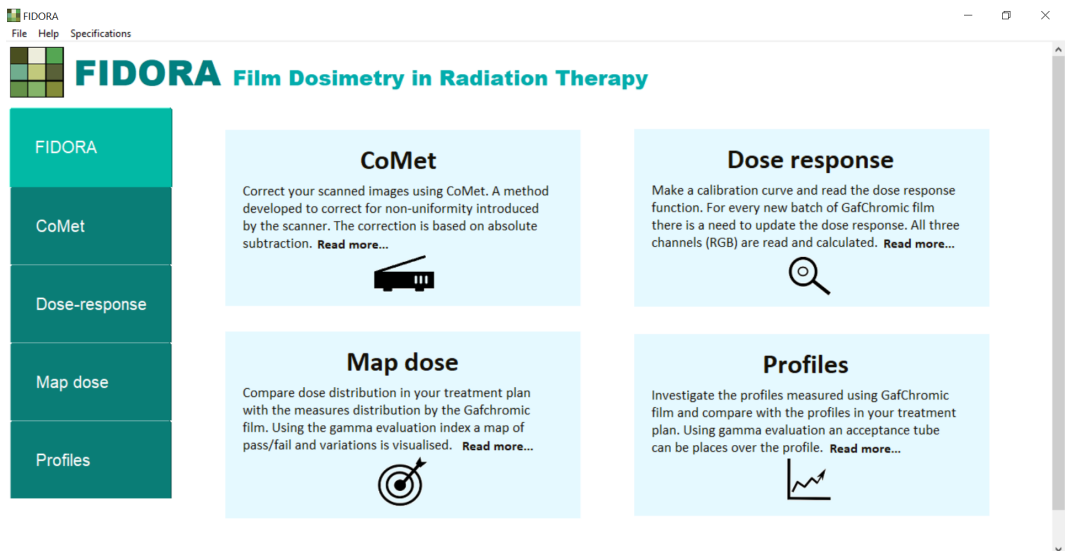 FIDORA
File Help Specifications
FIDORA Film Dosimetry in Radiation Therapy
FIDORA
CoMet
Dose-response
Map dose
Profiles
CoMet
Correct your scanned images using CoMet. A method
developed to correct for non-uniformity introduced
by the scanner. The correction is based on absolute
subtraction. Read more...
Dose response
Make a calibration curve and read the dose response
function. For every new batch of GafChromic film
there is a need to update the dose response. All three
channels (RGB) are read and calculated. Read more...
Map dose
Compare dose distribution in your treatment plan
with the measures distribution by the Gafchromic
film. Using the gamma evaluation index a map of
pass/fail and variations is visualised. Read more...
Profiles
Investigate the profiles measured using GafChromic
film and compare with the profiles in your treatment
plan. Using gamma evaluation an acceptance tube
can be places over the profile. Read more...